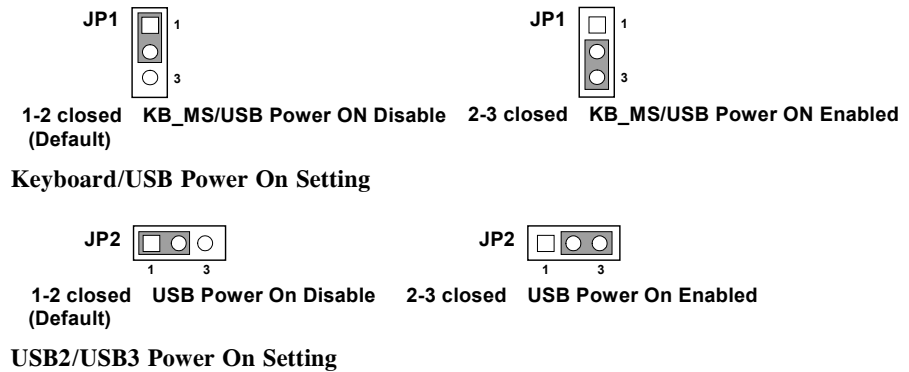 JP1 1 JP1 1
3 3
1-2 closed KB_MS/USB Power ON Disable 2-3 closed KB_MS/USB Power ON Enabled
(Default)
Keyboard/USB Power On Setting
JP2 JP2
1 3 1 3
1-2 closed USB Power On Disable 2-3 closed USB Power On Enabled
(Default)
USB2/USB3 Power On Setting